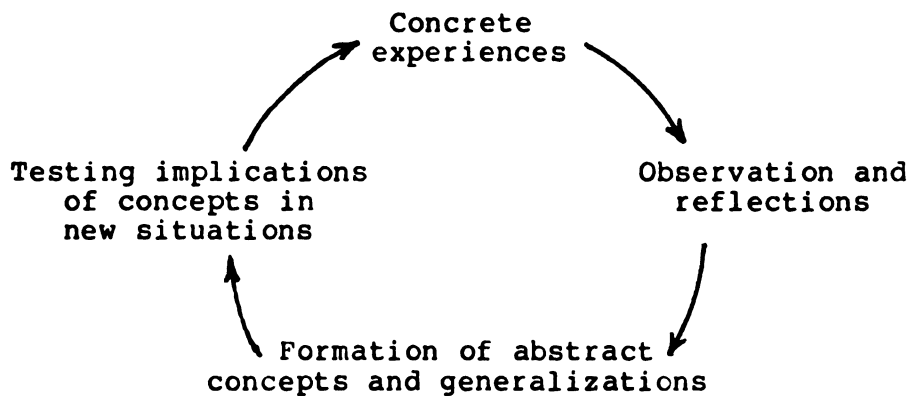 Concrete
experiences
Observation and
reflections
Formation of abstract
concepts and generalizations
Testing implications
of concepts in
new situations